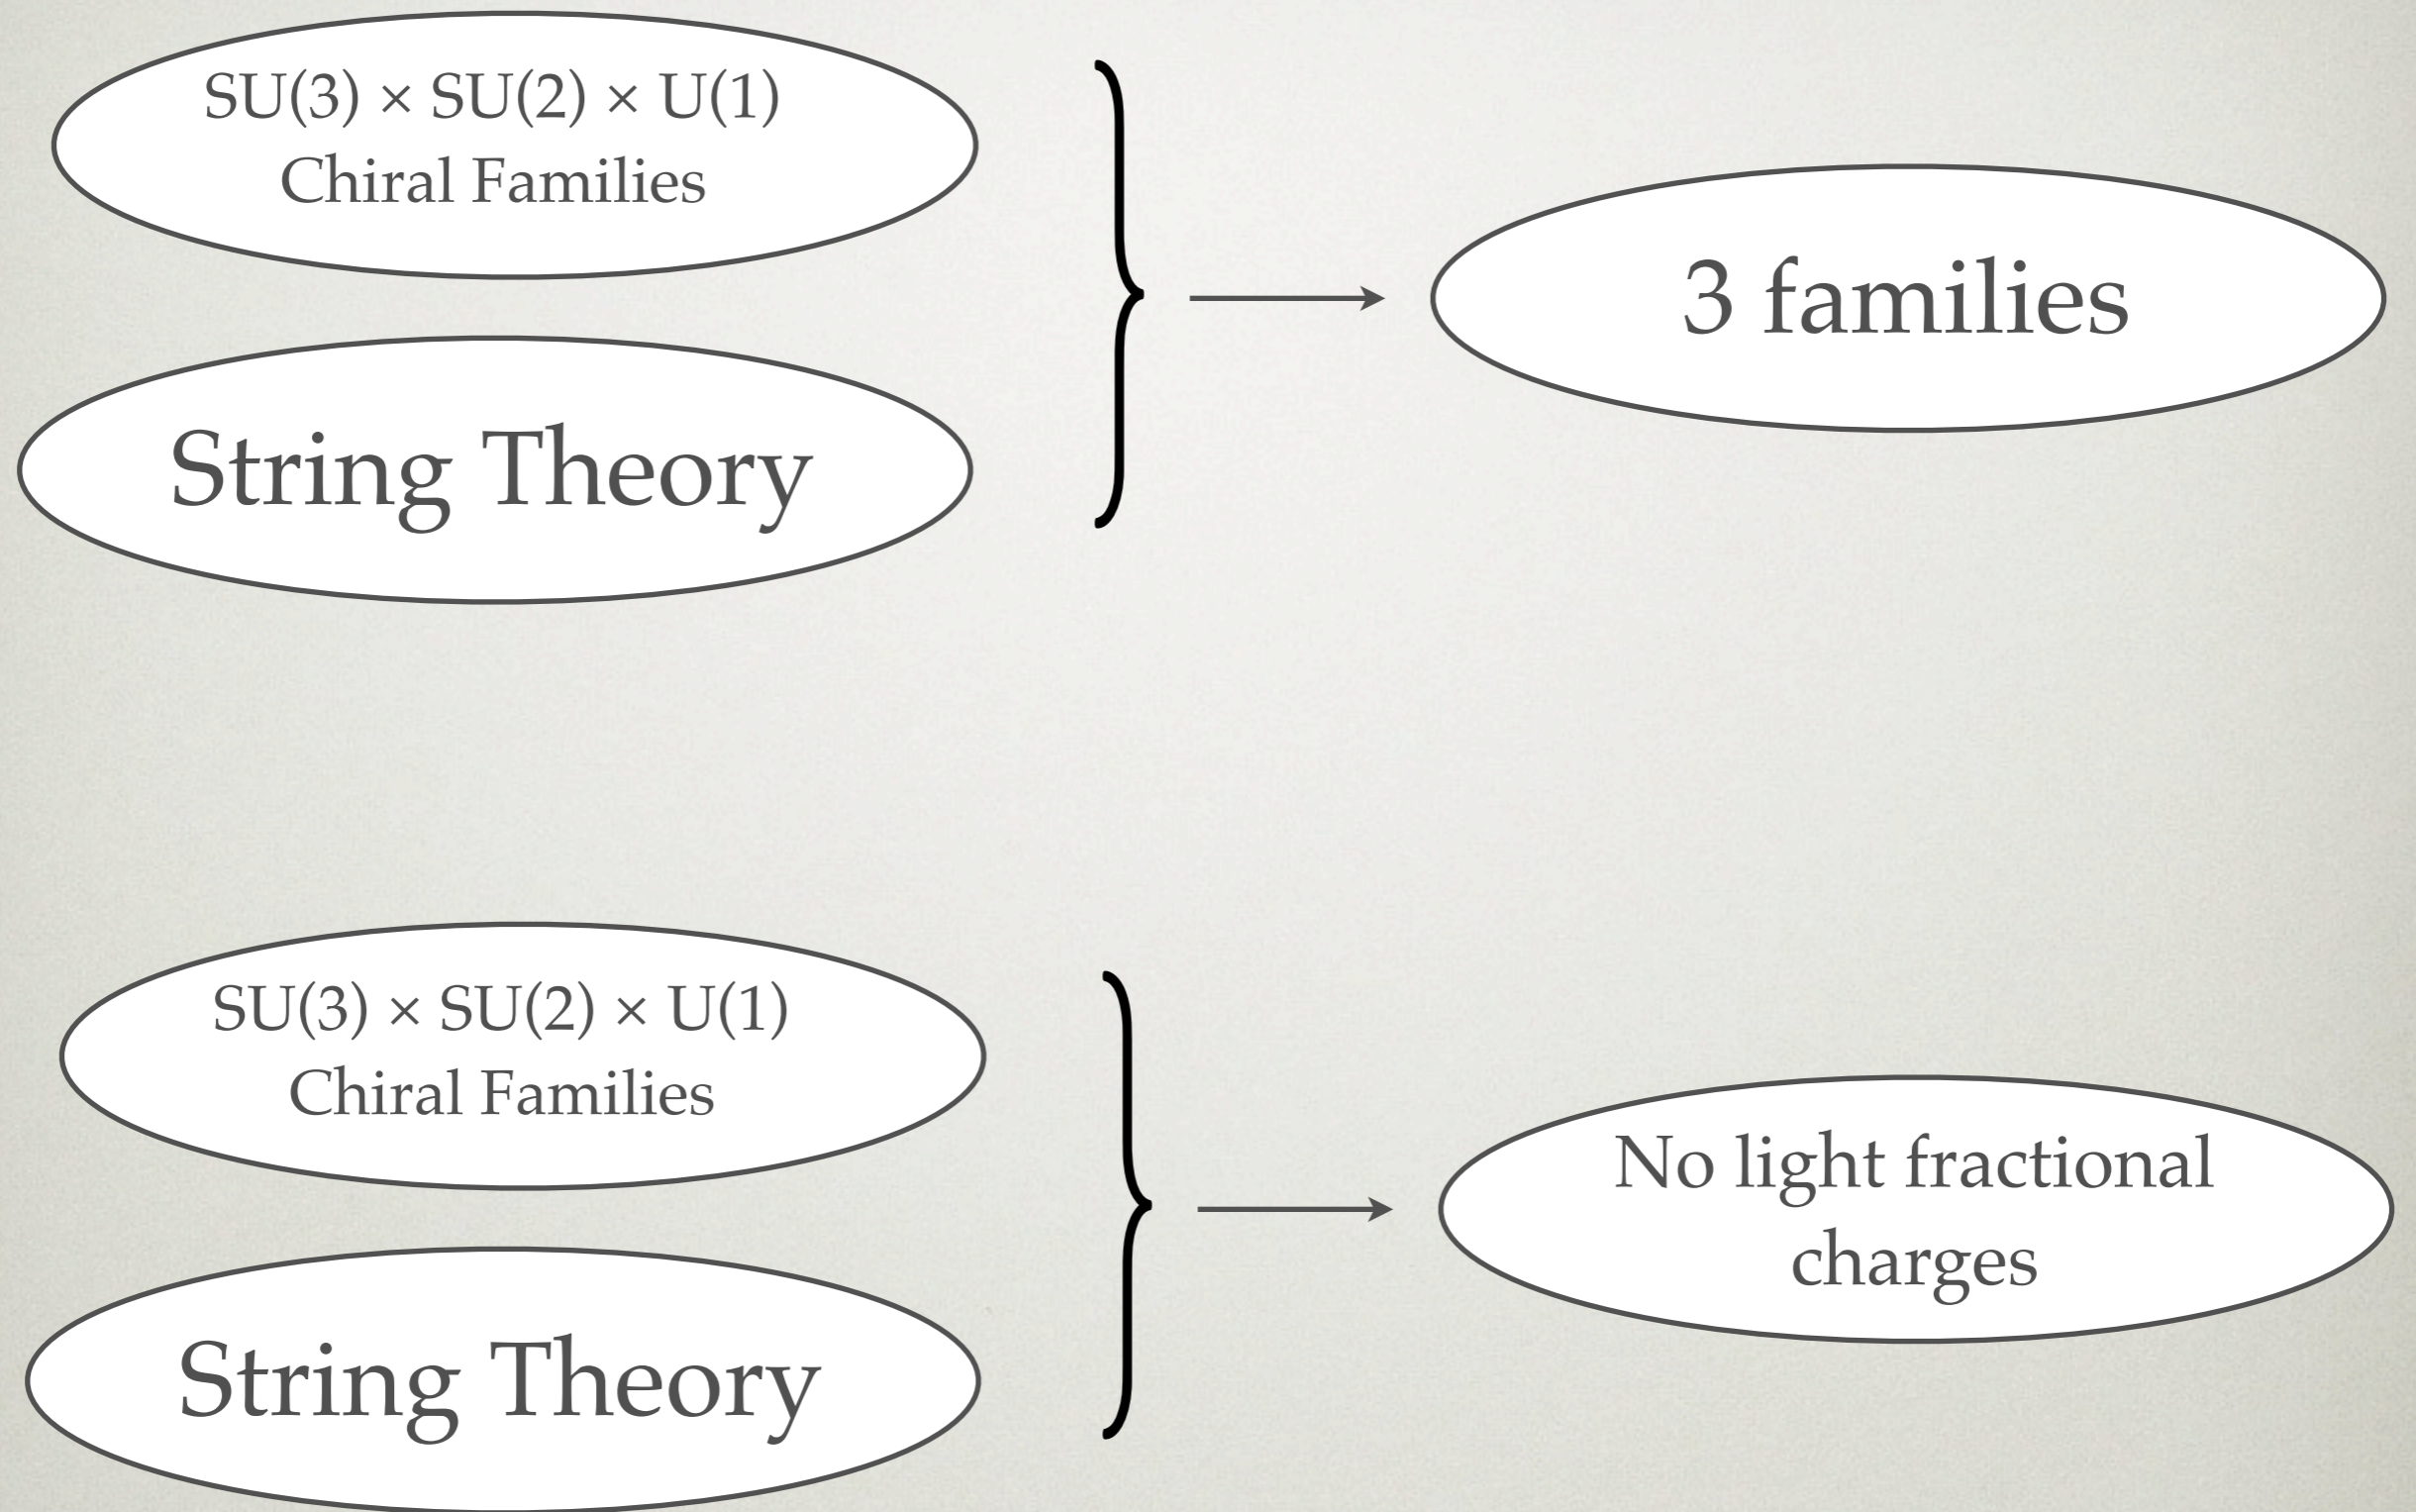 SU(3) × SU(2) × U(1)
Chiral Families
String Theory
3 families
SU(3) × SU(2) × U(1)
Chiral Families
String Theory
No light fractional
charges